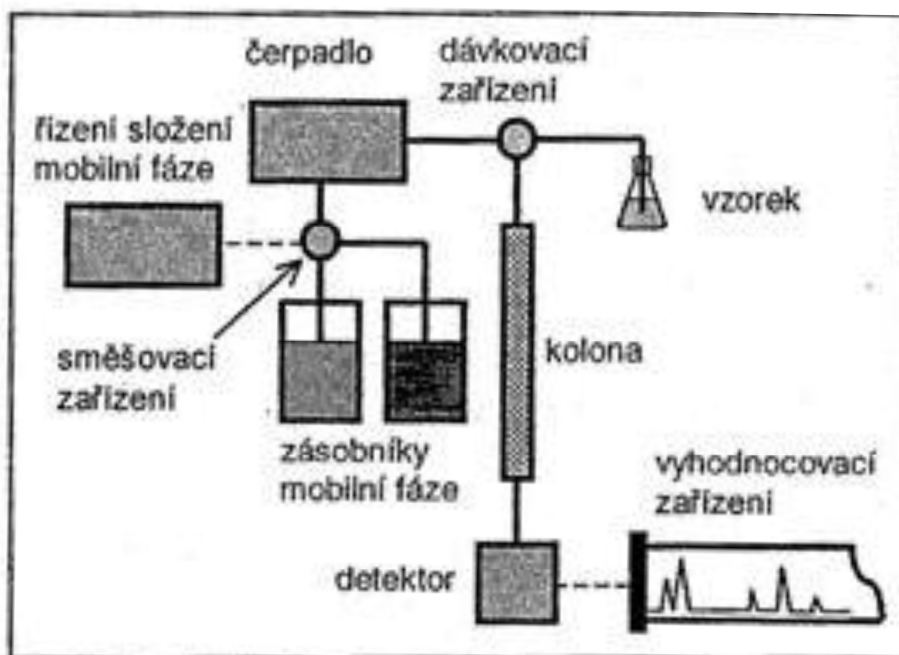 čerpadlo
dávkovací
zařízení
řízení složení
mobilní fáze
vzorek
směšovací
zařízení
kolona
zásobníky
mobilní fáze
vyhodnocovací
zařízení
detektor